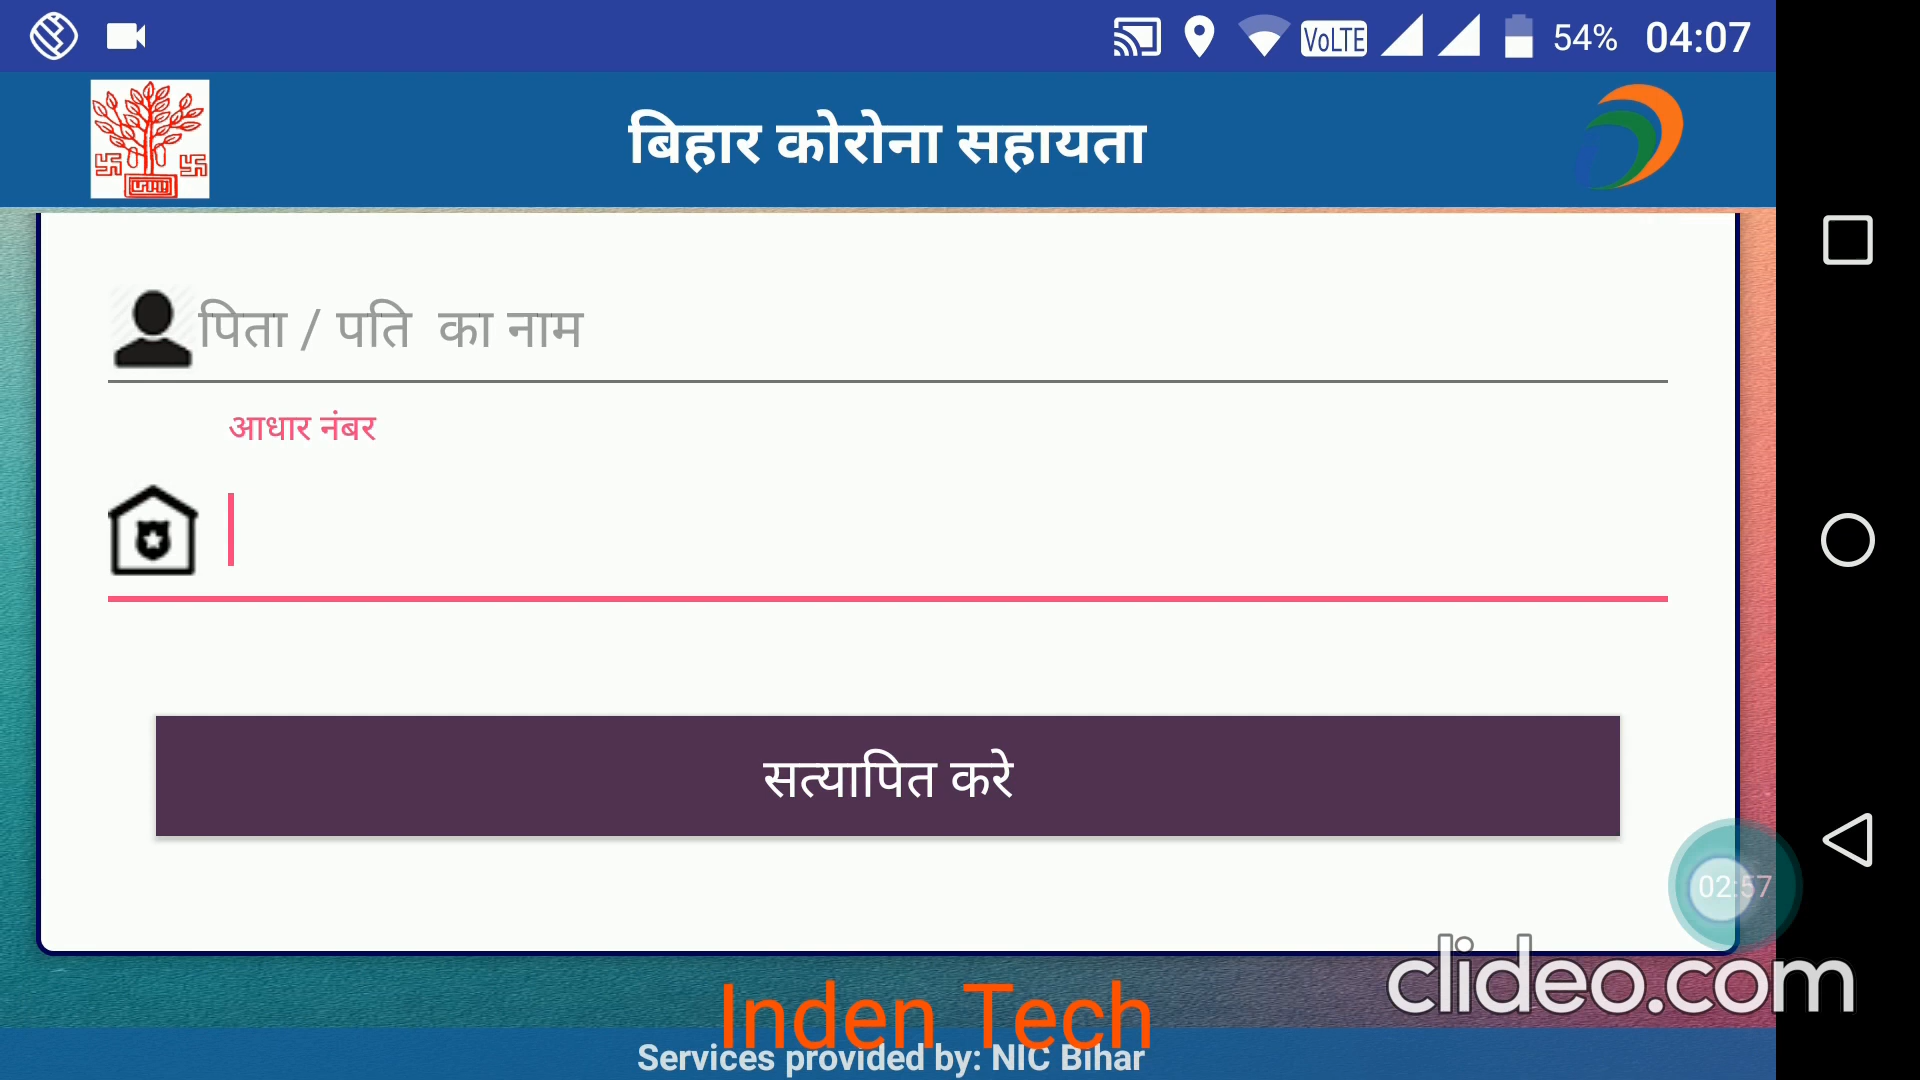 VoLTE 54% 04:07
बिहार कोरोना सहायता
पिता / पति का नाम
आधार नंबर
सत्यापित करे
02:57
clideo.com
Inden Tech
Services provided by: NIC Bihar